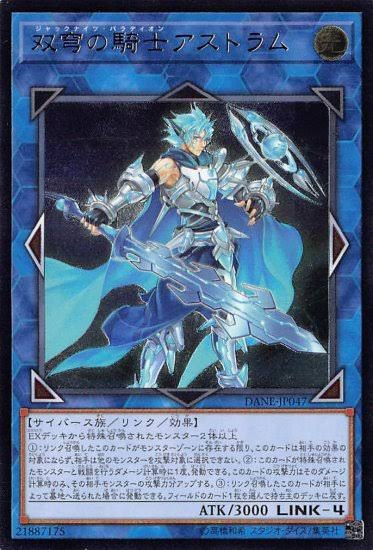 ジャックナイツ・パラディオン
双穹の騎士アストラム
DANE-JP047
【サイバース族／リンク／効果】
EXデッキから特殊召喚されたモンスター2体以上
①：リンク召喚したこのカードがモンスターゾーンに存在する限り、このカードは相手の効果の
対象にならず、相手は他のモンスターを攻撃対象に選択できない。②：このカードが特殊召喚され
たモンスターと戦闘を行うダメージ計算時に1度、発動できる。このカードの攻撃力はそのダメー
ジ計算時のみ、その相手モンスターの攻撃力分アップする。③：リンク召喚したこのカードが相手に
よって墓地へ送られた場合に発動できる。フィールドのカード1枚を選んで持ち主のデッキに戻す。
ATK/3000 LINK-4
21887175
©高橋和希 スタジオ・ダイス/集英社